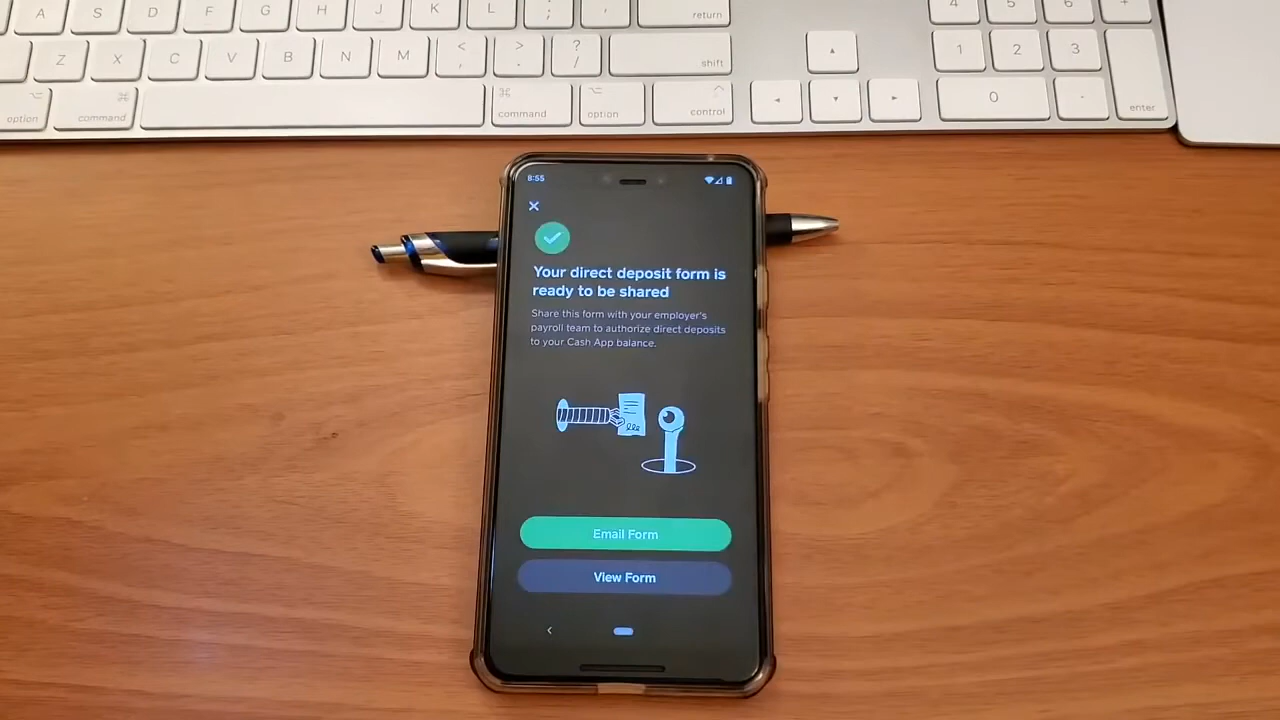 A S D F G H J K L : ; " ' return
Z X C V B N M < , > . ? / shift
option command command option control 0 . enter
4 5 6 +
1 2 3
8:55
Your direct deposit form is
ready to be shared
Share this form with your employer's
payroll team to authorize direct deposits
to your Cash App balance.
Email Form
View Form